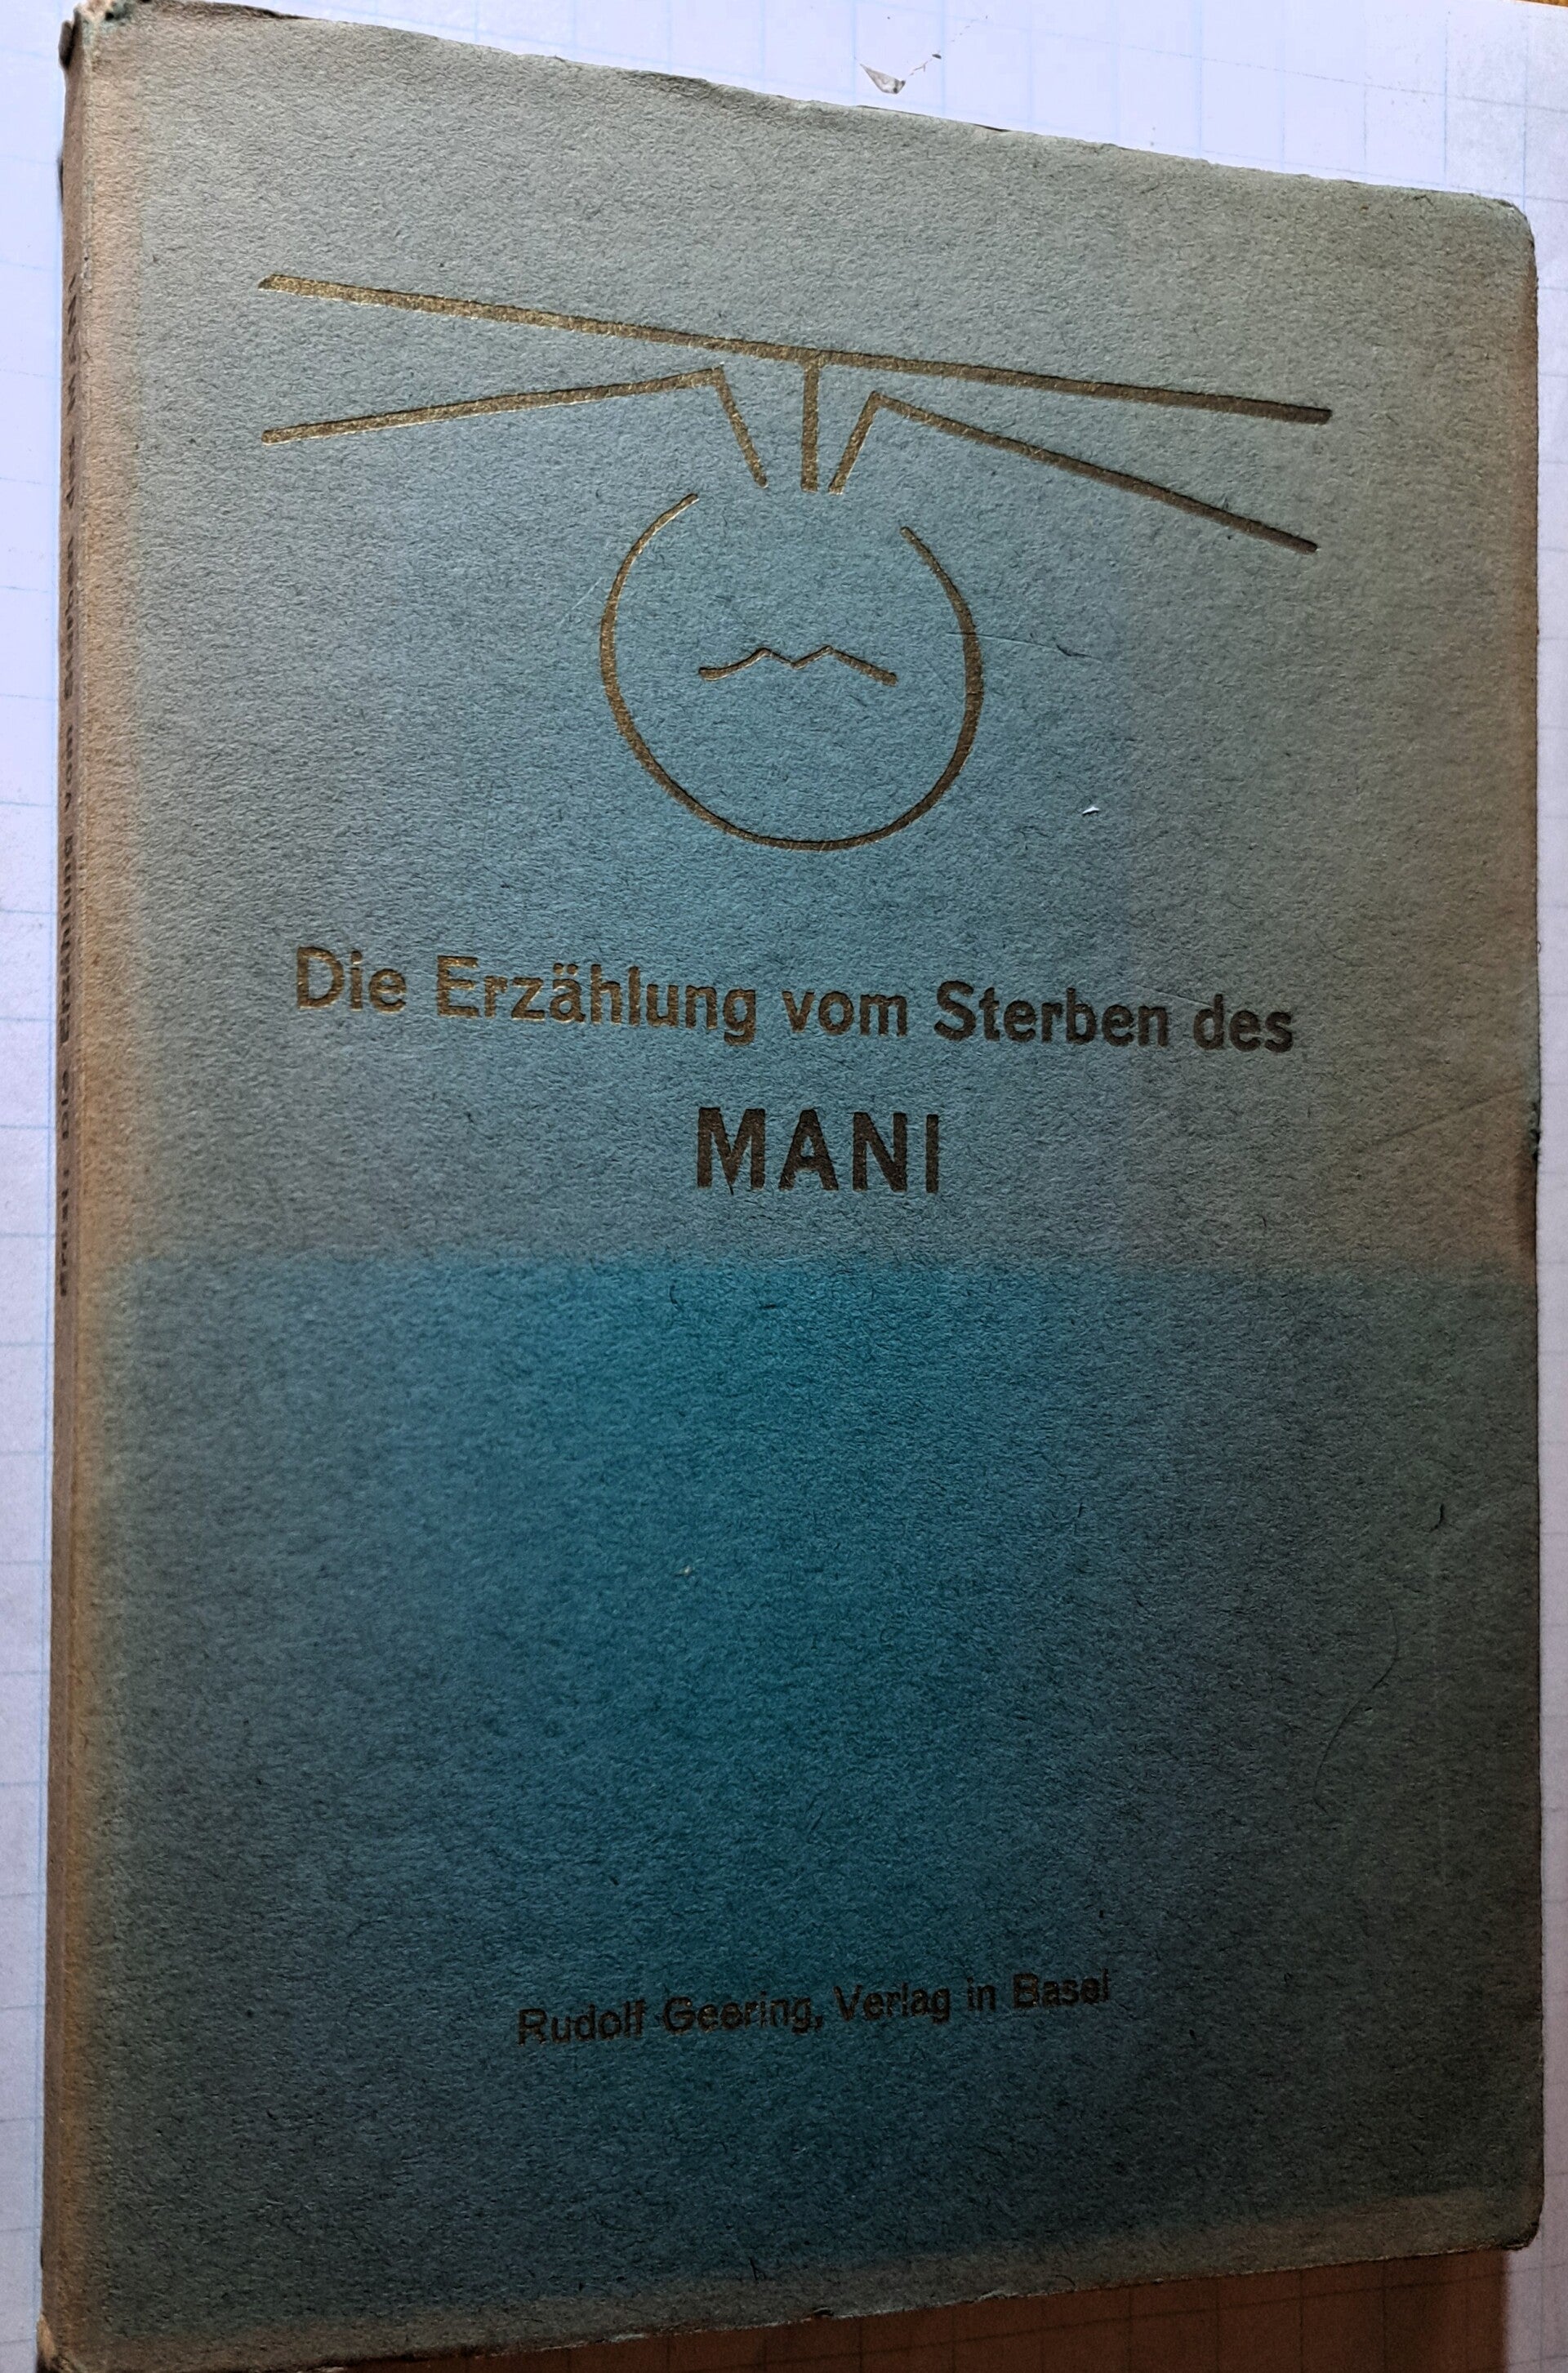 Die Erzählung vom Sterben des
MANI
Rudolf Geering, Verlag in Basel